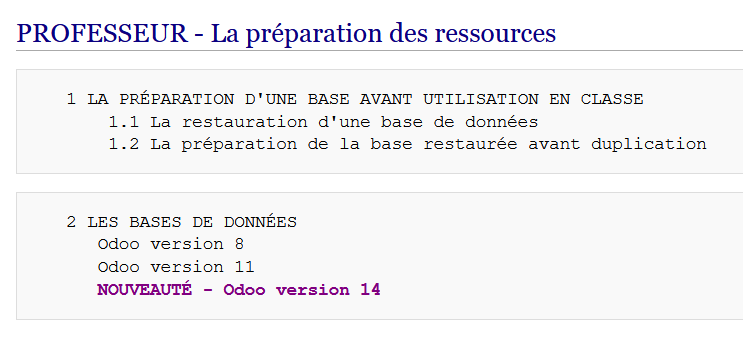 PROFESSEUR - La préparation des ressources
1 LA PRÉPARATION D'UNE BASE AVANT UTILISATION EN CLASSE
1.1 La restauration d'une base de données
1.2 La préparation de la base restaurée avant duplication
2 LES BASES DE DONNÉES
Odoo version 8
Odoo version 11
NOUVEAUTÉ - Odoo version 14